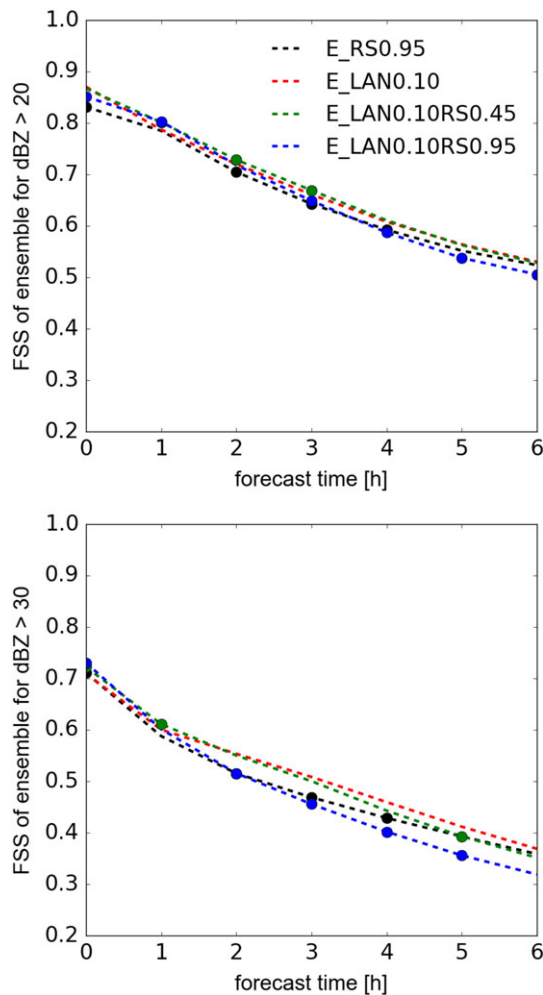 FSS of ensemble for dBZ > 20
1.0
0.9
0.8
0.7
0.6
0.5
0.4
0.3
0.2
E_RS0.95
E_LAN0.10
E_LAN0.10RS0.45
E_LAN0.10RS0.95
0 1 2 3 4 5 6
forecast time [h]
FSS of ensemble for dBZ > 30
1.0
0.9
0.8
0.7
0.6
0.5
0.4
0.3
0.2
0 1 2 3 4 5 6
forecast time [h]